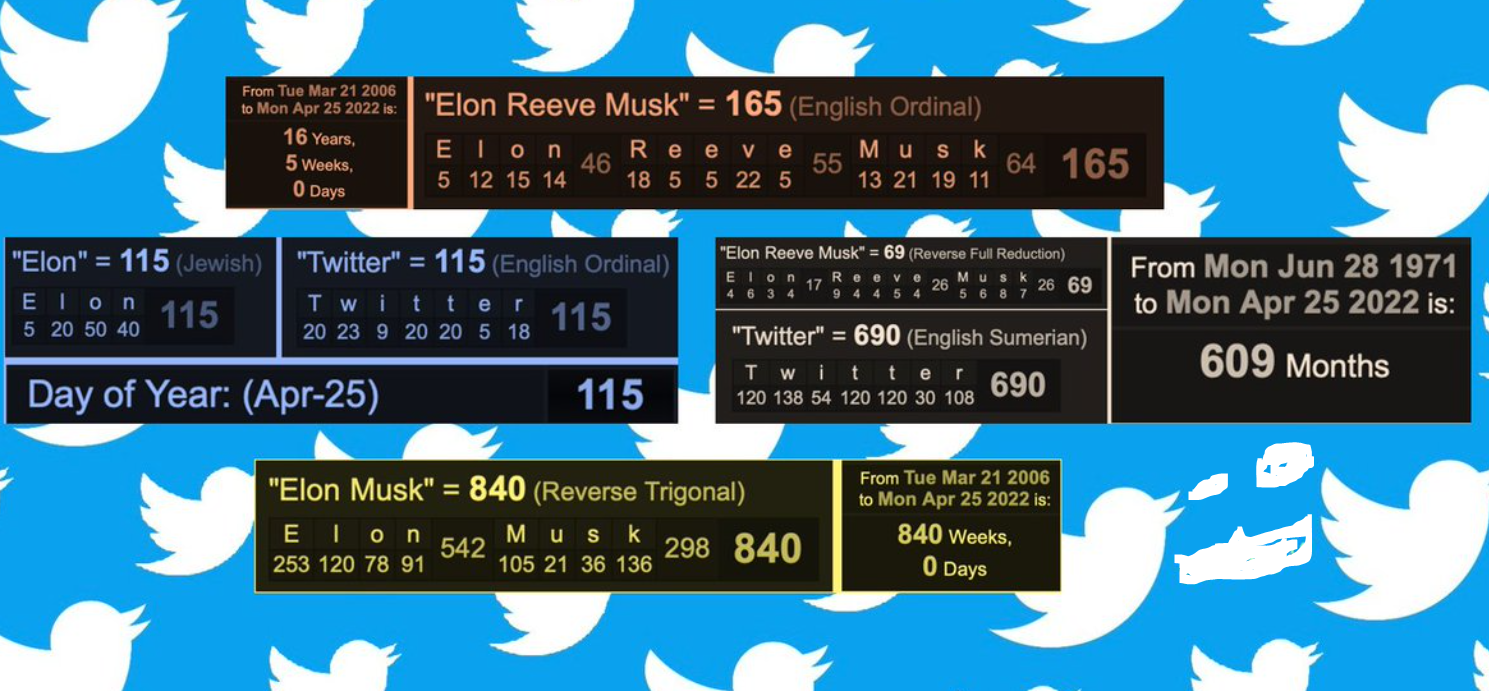 From Tue Mar 21 2006
to Mon Apr 25 2022 is:
16 Years,
5 Weeks,
0 Days
"Elon Reeve Musk" = 165 (English Ordinal)
E l o n 46 R e e v e 55 M u s k 64 165
5 12 15 14 18 5 5 22 5 13 21 19 11
"Elon" = 115 (Jewish)
E l o n 115
5 20 50 40
"Twitter" = 115 (English Ordinal)
T w i t t e r 115
20 23 9 20 20 5 18
Day of Year: (Apr-25) 115
"Elon Reeve Musk" = 69 (Reverse Full Reduction)
E l o n 17 R e e v e 26 M u s k 26 69
4 6 3 4 9 4 4 5 4 5 6 8 7
"Twitter" = 690 (English Sumerian)
T w i t t e r 690
120 138 54 120 120 30 108
From Mon Jun 28 1971
to Mon Apr 25 2022 is:
609 Months
"Elon Musk" = 840 (Reverse Trigonal)
E l o n 542 M u s k 298 840
253 120 78 91 105 21 36 136
From Tue Mar 21 2006
to Mon Apr 25 2022 is:
840 Weeks,
0 Days